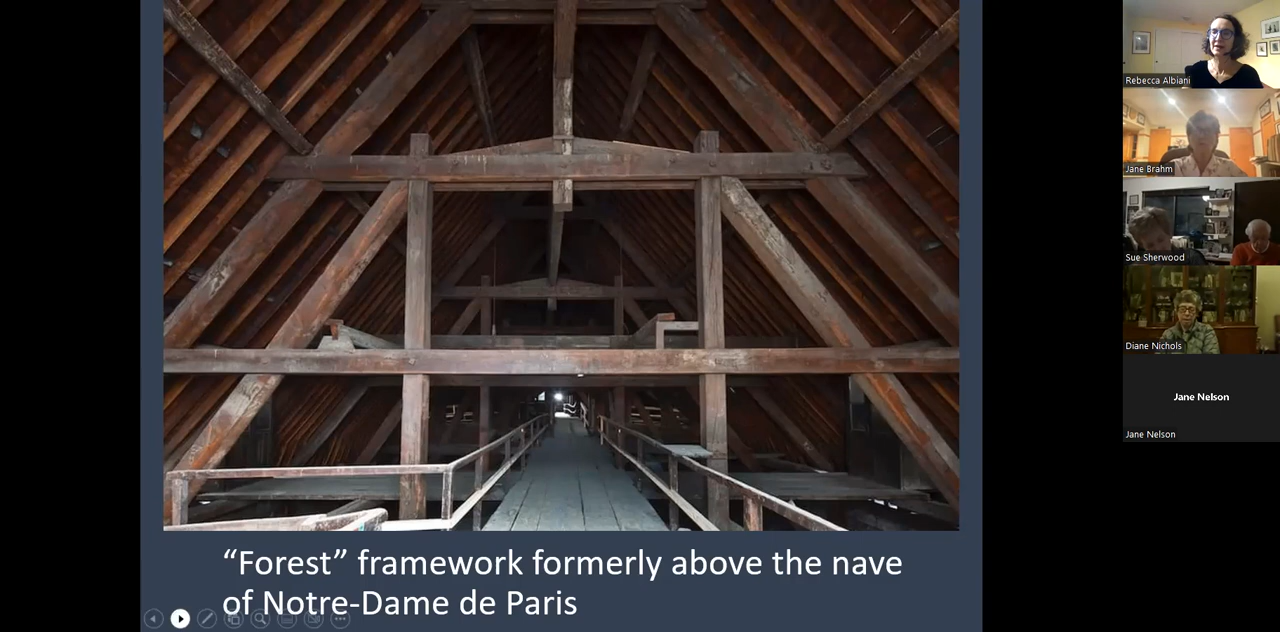 “Forest” framework formerly above the nave
of Notre-Dame de Paris
Rebecca Albiani
Jane Brahm
Sue Sherwood
Diane Nichols
Jane Nelson
Jane Nelson